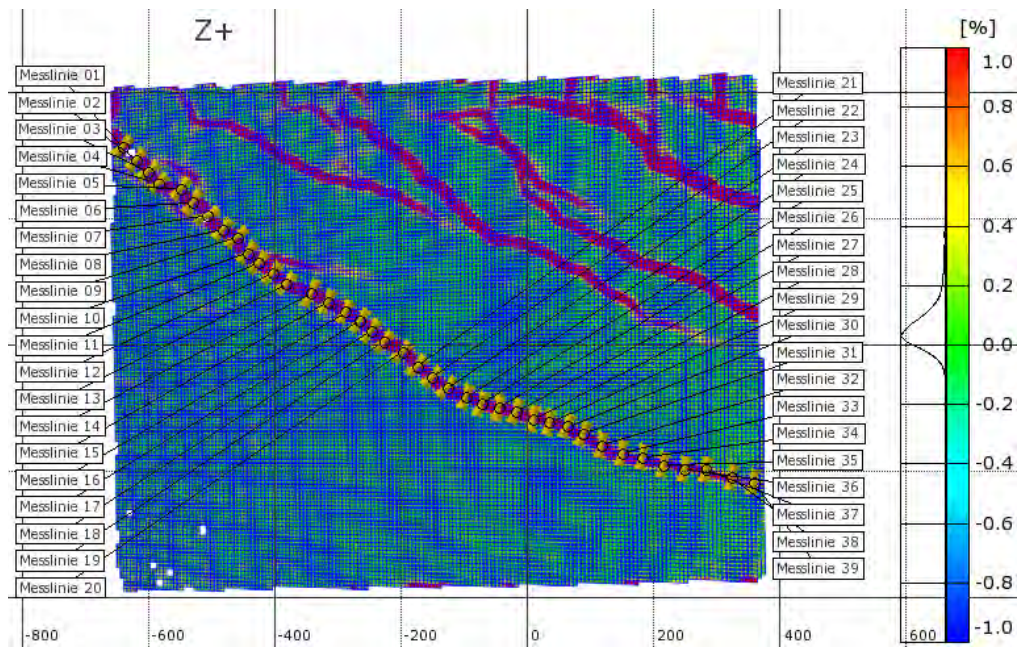 Z+
[%]
Messlinie 01
Messlinie 02
Messlinie 03
Messlinie 04
Messlinie 05
Messlinie 06
Messlinie 07
Messlinie 08
Messlinie 09
Messlinie 10
Messlinie 11
Messlinie 12
Messlinie 13
Messlinie 14
Messlinie 15
Messlinie 16
Messlinie 17
Messlinie 18
Messlinie 19
Messlinie 20
Messlinie 21
Messlinie 22
Messlinie 23
Messlinie 24
Messlinie 25
Messlinie 26
Messlinie 27
Messlinie 28
Messlinie 29
Messlinie 30
Messlinie 31
Messlinie 32
Messlinie 33
Messlinie 34
Messlinie 35
Messlinie 36
Messlinie 37
Messlinie 38
Messlinie 39
1.0
0.8
0.6
0.4
0.2
0.0
-0.2
-0.4
-0.6
-0.8
-1.0
-800 -600 -400 -200 0 200 400 600